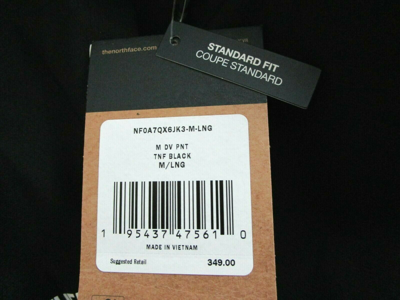 thenorthface.com
STANDARD FIT
COUPE STANDARD
NF0A7QX6JK3-M-LNG
M DV PNT
TNF BLACK
M/LNG
1 95437 47561 0
MADE IN VIETNAM
Suggested Retail 349.00